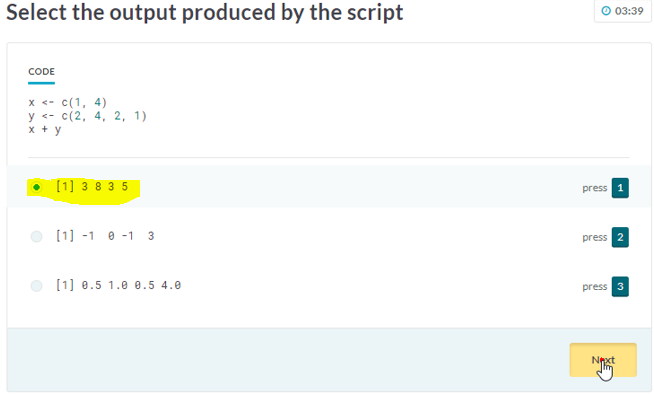 Select the output produced by the script
03:39
CODE
x <- c(1, 4)
y <- c(2, 4, 2, 1)
x + y
[1] 3 8 3 5
press 1
[1] -1  0 -1  3
press 2
[1] 0.5 1.0 0.5 4.0
press 3
Next